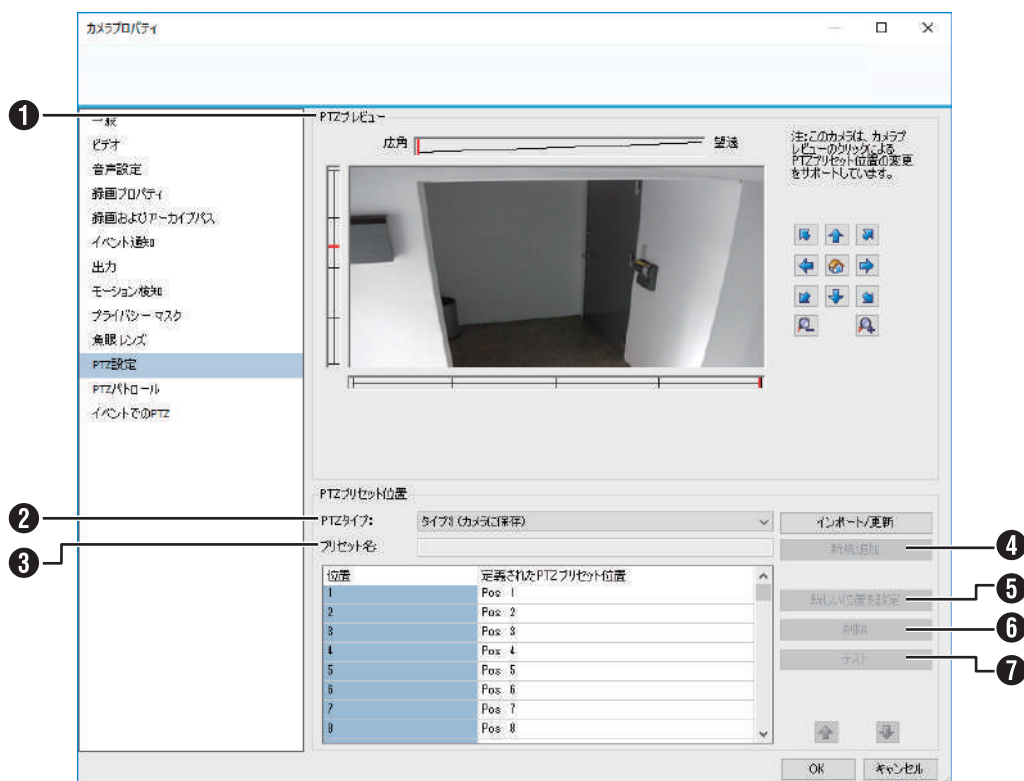 カメラプロパティ
❶
一般
ビデオ
音声設定
録画プロパティ
録画およびアーカイブパス
イベント通知
出力
モーション検知
プライバシー マスク
魚眼レンズ
PTZ設定
PTZパトロール
イベントでのPTZ
PTZプレビュー
広角
望遠
注:このカメラは、カメラプ
レビューのクリックによる
PTZプリセット位置の変更
をサポートしています。
PTZプリセット位置
❷
PTZタイプ:
タイプ3 (カメラに保存)
インポート/更新
❸
プリセット名:
新規追加
❹
位置 定義されたPTZプリセット位置
1 Pos 1
2 Pos 2
3 Pos 3
4 Pos 4
5 Pos 5
6 Pos 6
7 Pos 7
8 Pos 8
新しい位置を設定
❺
削除
❻
テスト
❼
OK
キャンセル